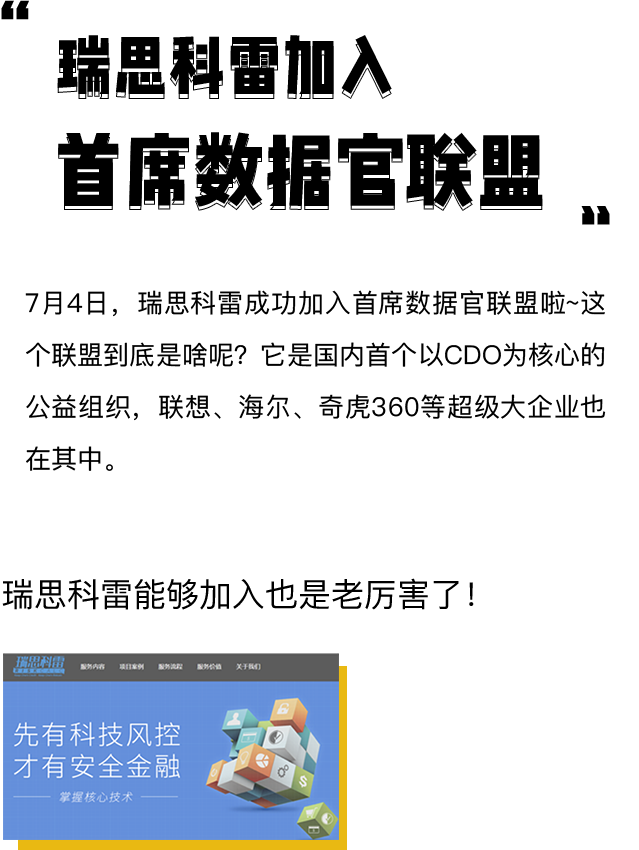 “
瑞思科雷加入
首席数据官联盟
”
7月4日，瑞思科雷成功加入首席数据官联盟啦~这
个联盟到底是啥呢？它是国内首个以CDO为核心的
公益组织，联想、海尔、奇虎360等超级大企业也
在其中。
瑞思科雷能够加入也是老厉害了！
瑞思科雷
服务内容 项目案例 服务流程 服务价值 关于我们
先有科技风控
才有安全金融
掌握核心技术